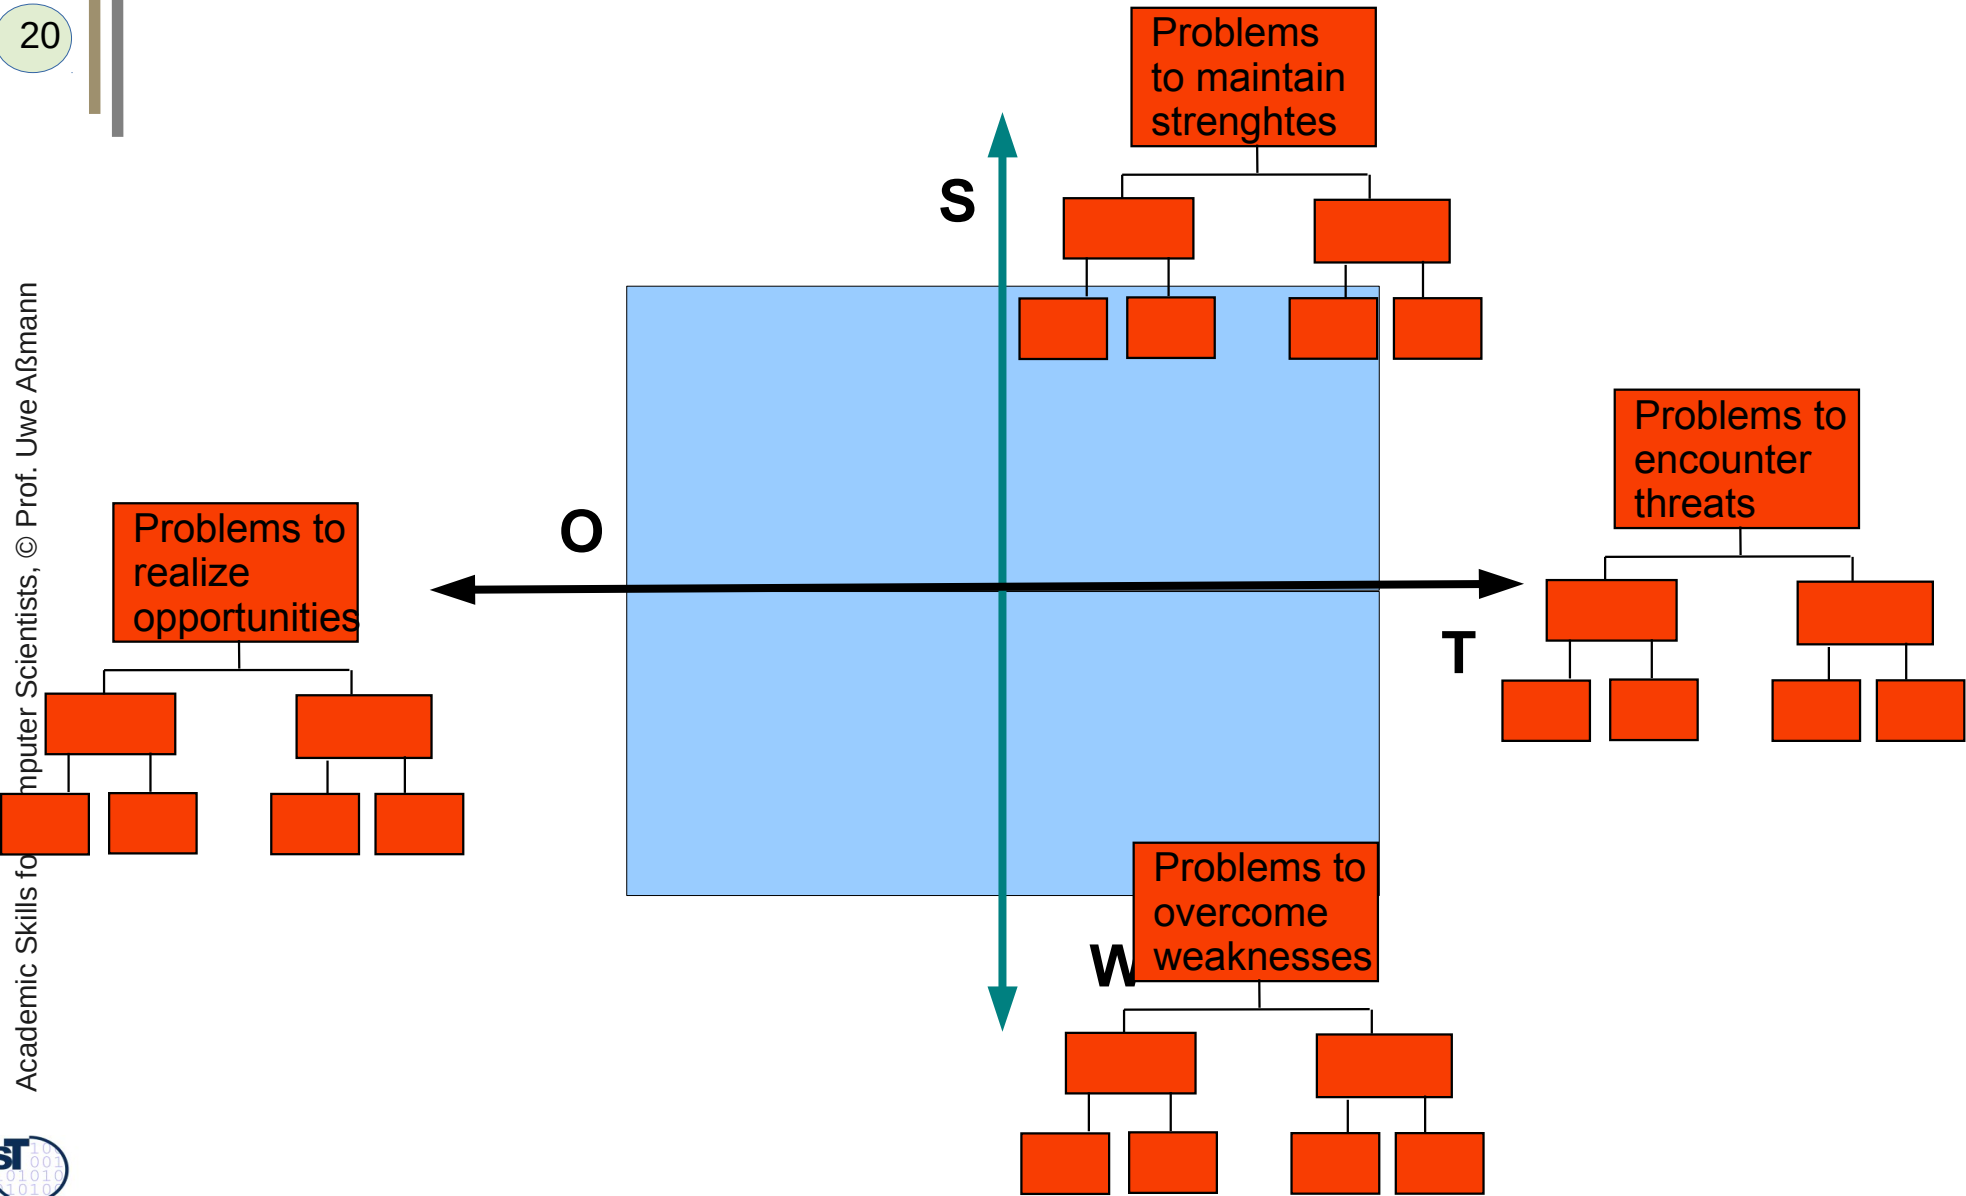 20
Problems
to maintain
strenghtes
S
Problems to
encounter
threats
O
Problems to
realize
opportunities
T
Problems to
overcome
weaknesses
W
Academic Skills for mputer Scientists, © Prof. Uwe Aßmann
sT